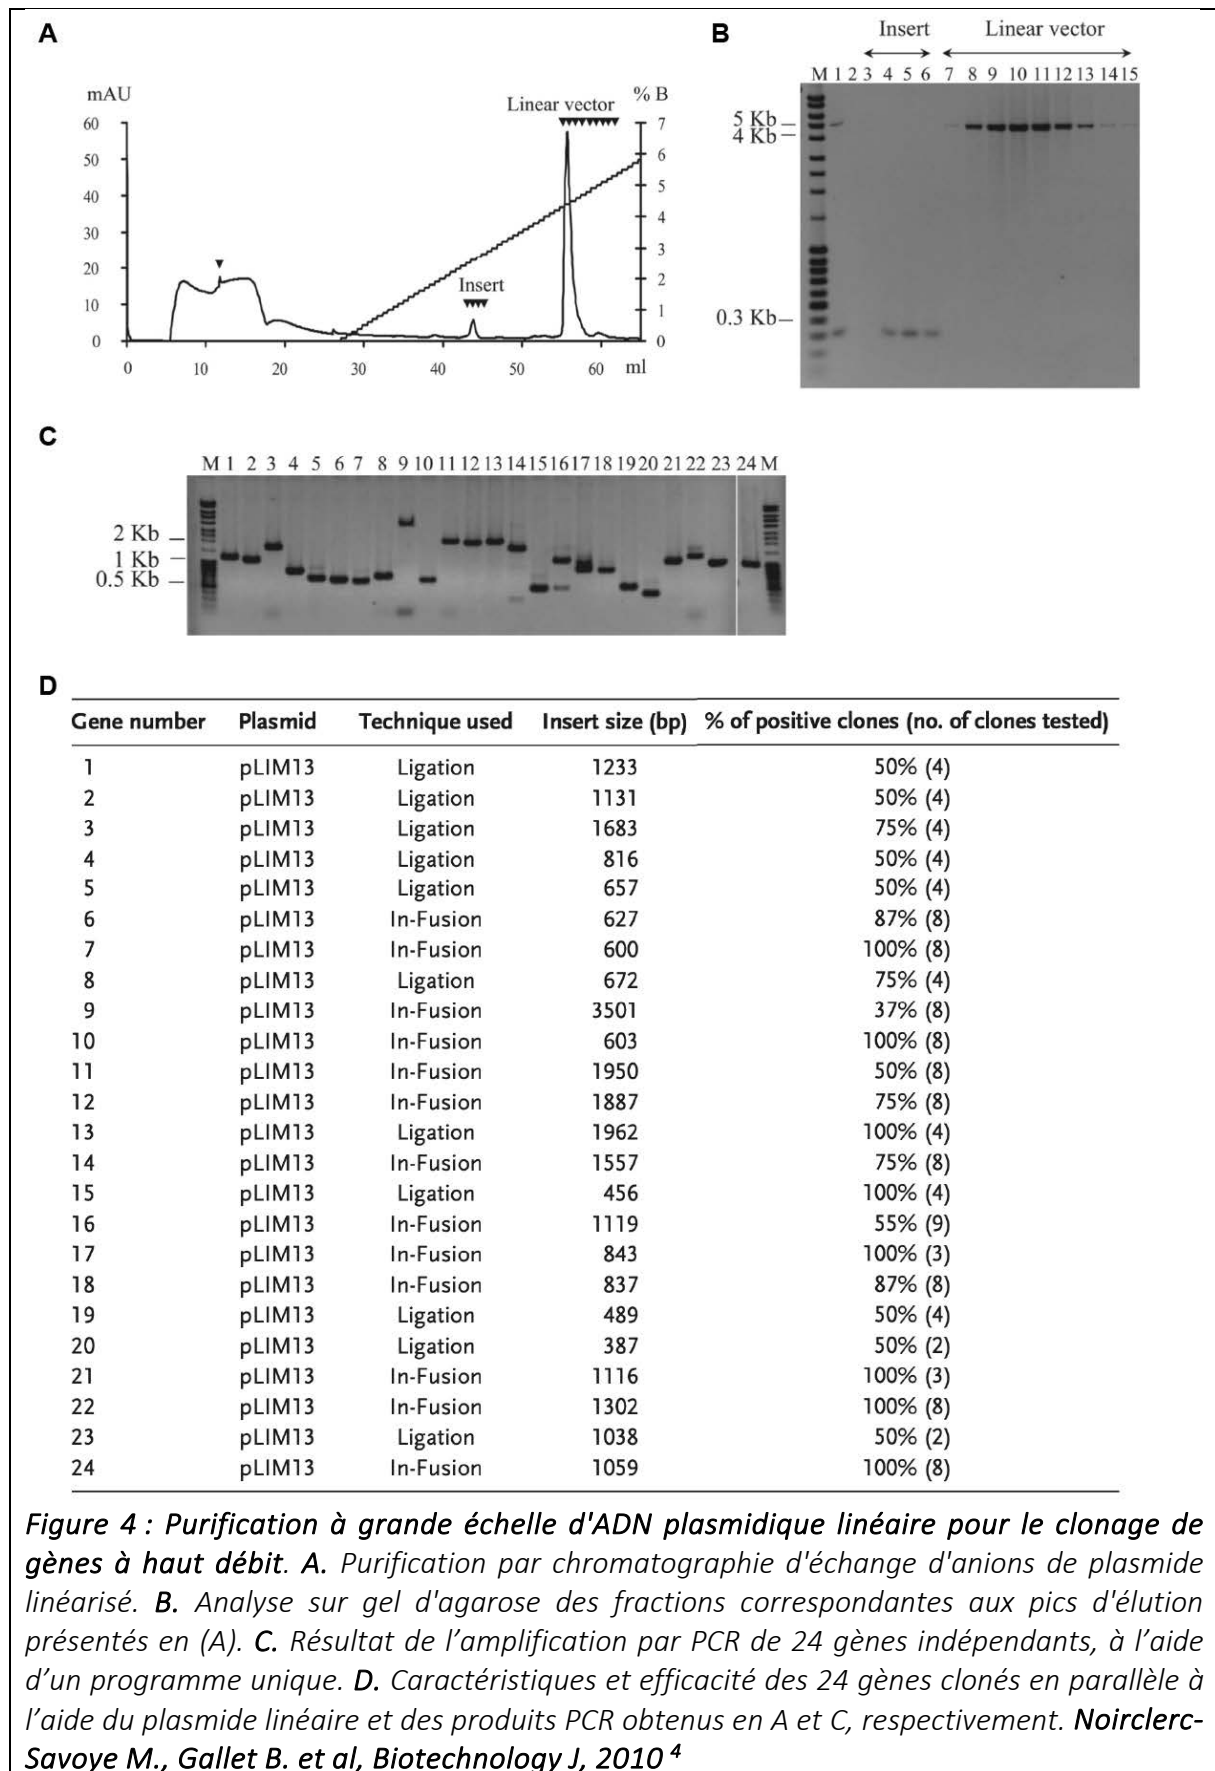 A
mAU
% B
Linear vector
60
50
40
30
20
10
0
7
6
5
4
3
2
1
0
Insert
0 10 20 30 40 50 60 ml
B
Insert Linear vector
M 1 2 3 4 5 6 7 8 9 10 11 12 13 14 15
5 Kb
4 Kb
0.3 Kb
C
M 1 2 3 4 5 6 7 8 9 10 11 12 13 14 15 16 17 18 19 20 21 22 23 24 M
2 Kb
1 Kb
0.5 Kb
D
Gene number Plasmid Technique used Insert size (bp) % of positive clones (no. of clones tested)
1 pLIM13 Ligation 1233 50% (4)
2 pLIM13 Ligation 1131 50% (4)
3 pLIM13 Ligation 1683 75% (4)
4 pLIM13 Ligation 816 50% (4)
5 pLIM13 Ligation 657 50% (4)
6 pLIM13 In-Fusion 627 87% (8)
7 pLIM13 In-Fusion 600 100% (8)
8 pLIM13 Ligation 672 75% (4)
9 pLIM13 In-Fusion 3501 37% (8)
10 pLIM13 In-Fusion 603 100% (8)
11 pLIM13 In-Fusion 1950 50% (8)
12 pLIM13 In-Fusion 1887 75% (8)
13 pLIM13 Ligation 1962 100% (4)
14 pLIM13 In-Fusion 1557 75% (8)
15 pLIM13 Ligation 456 100% (4)
16 pLIM13 In-Fusion 1119 55% (9)
17 pLIM13 In-Fusion 843 100% (3)
18 pLIM13 In-Fusion 837 87% (8)
19 pLIM13 Ligation 489 50% (4)
20 pLIM13 Ligation 387 50% (2)
21 pLIM13 In-Fusion 1116 100% (3)
22 pLIM13 In-Fusion 1302 100% (8)
23 pLIM13 Ligation 1038 50% (2)
24 pLIM13 In-Fusion 1059 100% (8)
Figure 4 : Purification à grande échelle d'ADN plasmidique linéaire pour le clonage de
gènes à haut débit. A. Purification par chromatographie d'échange d'anions de plasmide
linéarisé. B. Analyse sur gel d'agarose des fractions correspondantes aux pics d'élution
présentés en (A). C. Résultat de l’amplification par PCR de 24 gènes indépendants, à l’aide
d’un programme unique. D. Caractéristiques et efficacité des 24 gènes clonés en parallèle à
l’aide du plasmide linéaire et des produits PCR obtenus en A et C, respectivement. Noirclerc-
Savoye M., Gallet B. et al, Biotechnology J, 2010 4